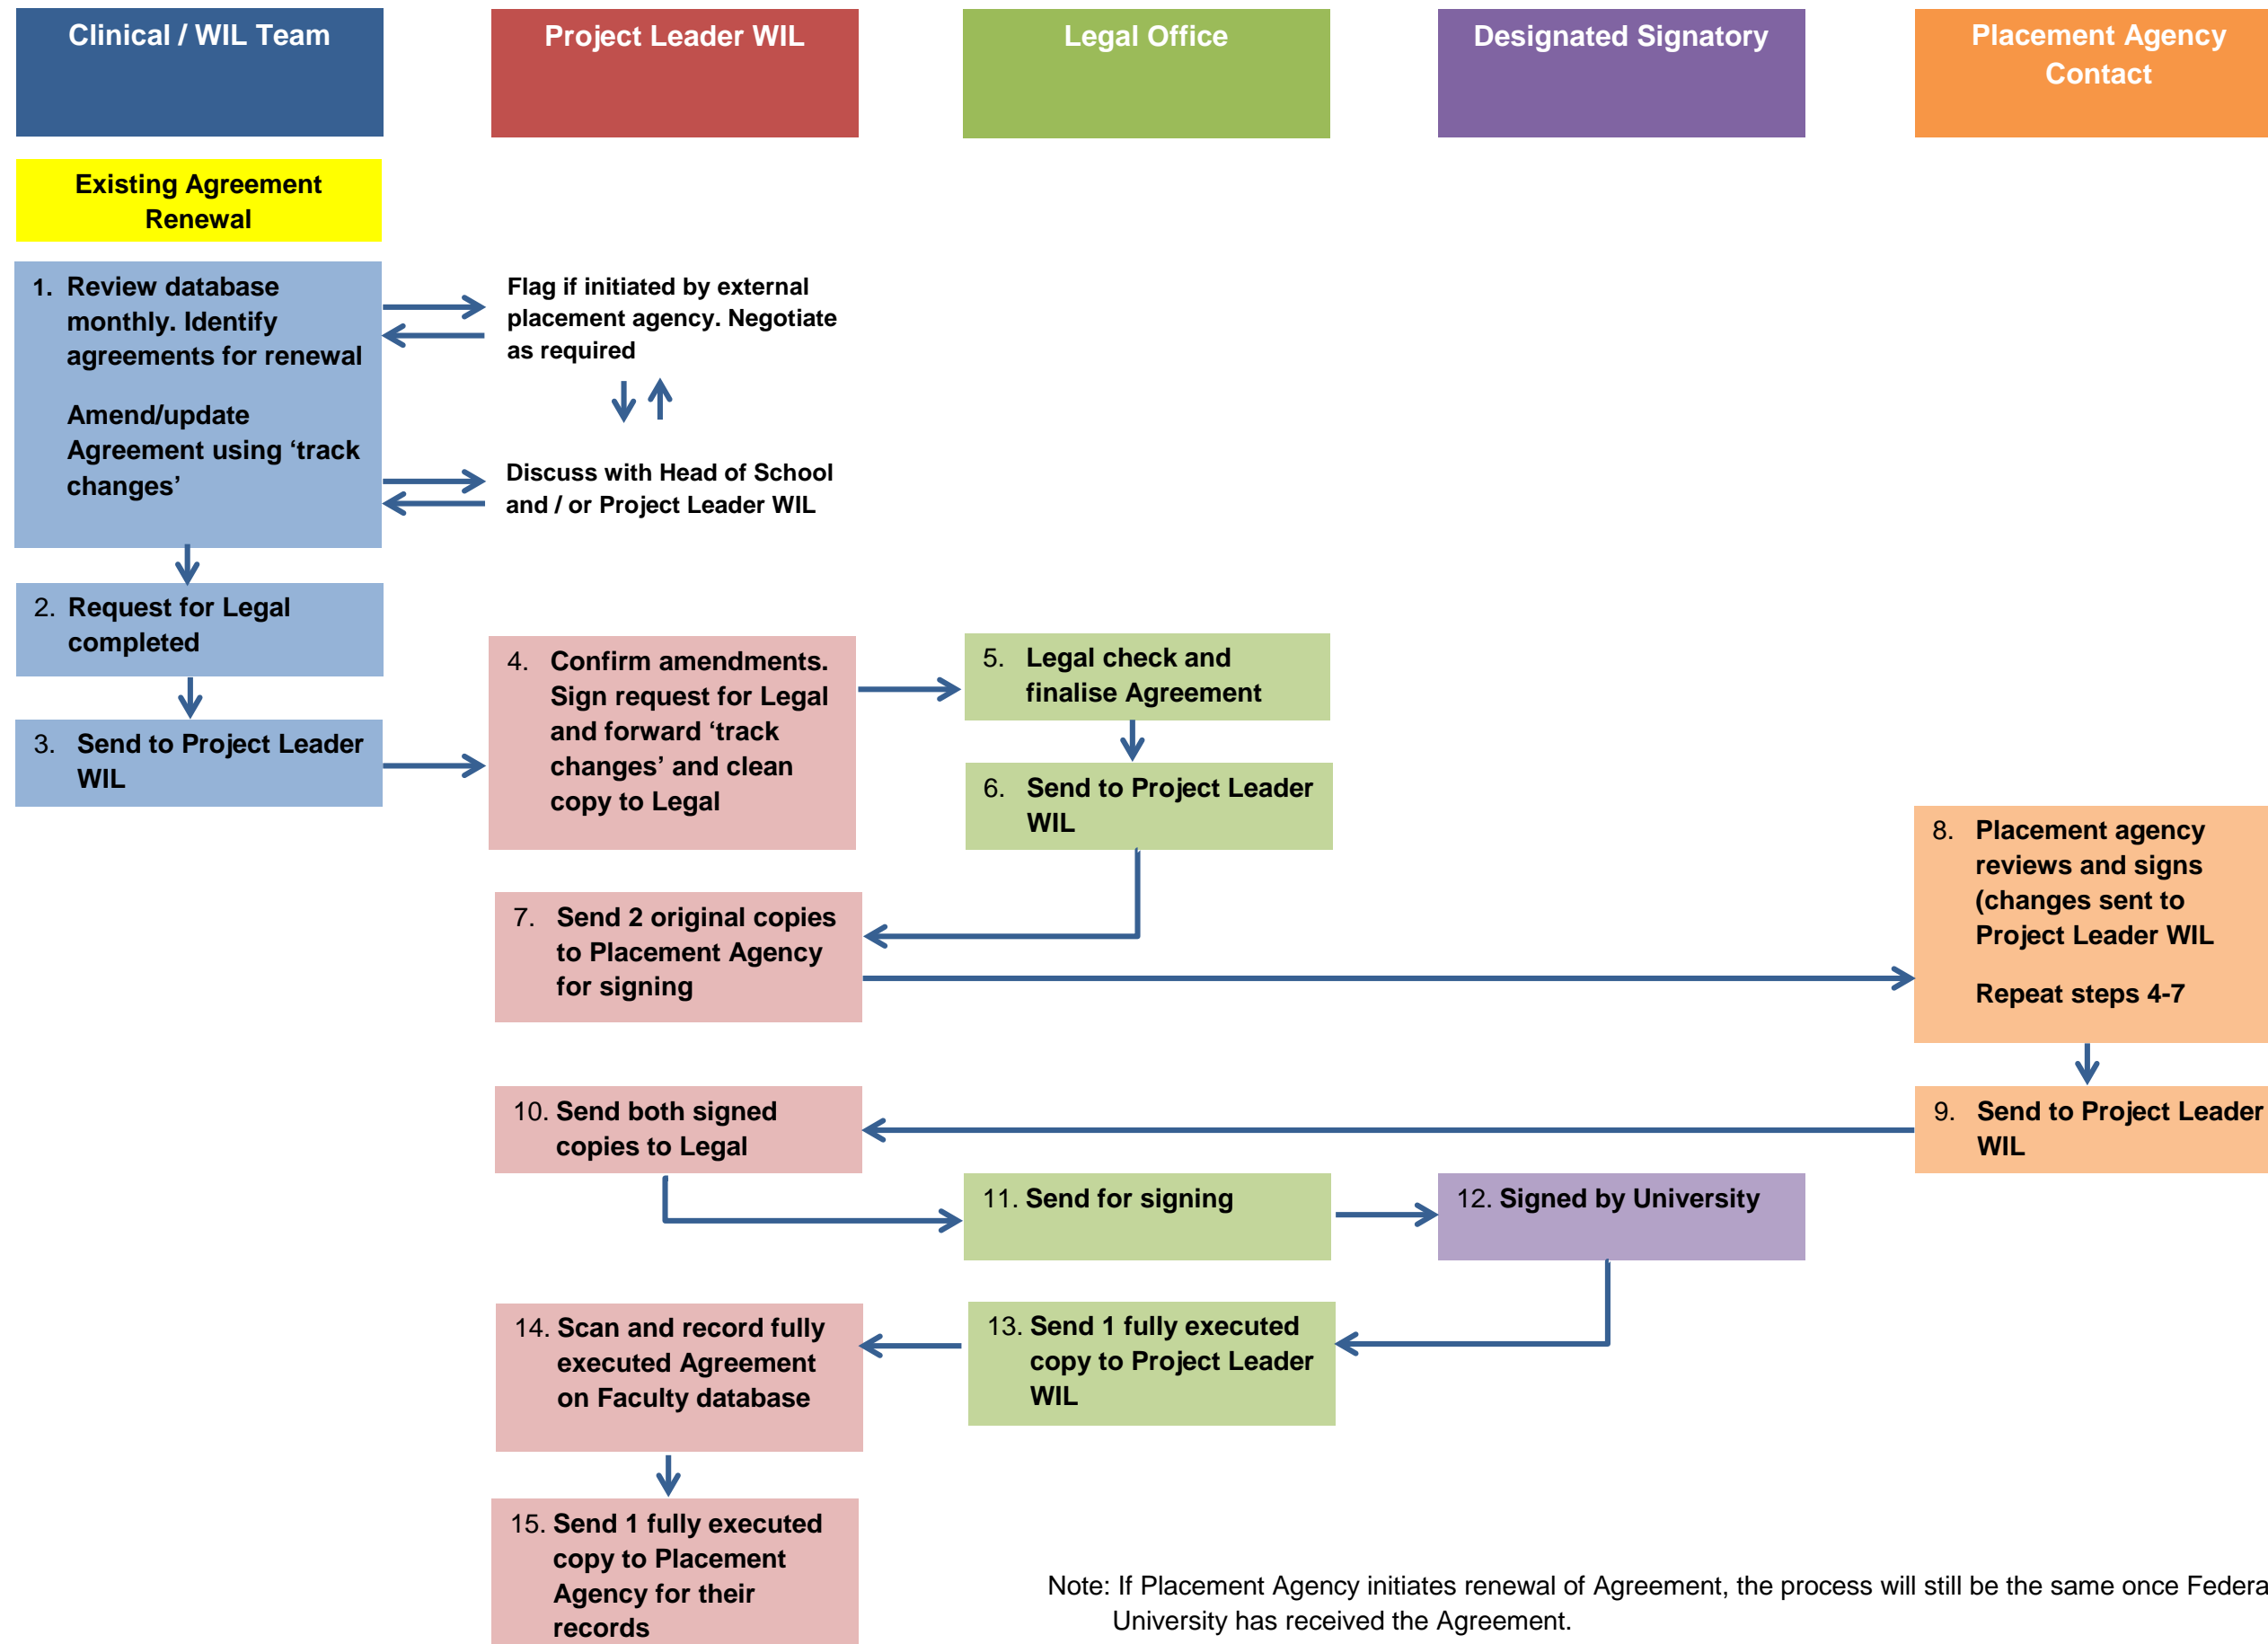 Clinical / WIL Team
Project Leader WIL
Legal Office
Designated Signatory
Placement Agency
Contact
Existing Agreement
Renewal
1. Review database
monthly. Identify
agreements for renewal
Amend/update
Agreement using ‘track
changes’
Flag if initiated by external
placement agency. Negotiate
as required
Discuss with Head of School
and / or Project Leader WIL
2. Request for Legal
completed
3. Send to Project Leader
WIL
4. Confirm amendments.
Sign request for Legal
and forward ‘track
changes’ and clean
copy to Legal
5. Legal check and
finalise Agreement
6. Send to Project Leader
WIL
7. Send 2 original copies
to Placement Agency
for signing
8. Placement agency
reviews and signs
(changes sent to
Project Leader WIL
Repeat steps 4-7
9. Send to Project Leader
WIL
10. Send both signed
copies to Legal
11. Send for signing
12. Signed by University
13. Send 1 fully executed
copy to Project Leader
WIL
14. Scan and record fully
executed Agreement
on Faculty database
15. Send 1 fully executed
copy to Placement
Agency for their
records
Note: If Placement Agency initiates renewal of Agreement, the process will still be the same once Federa
University has received the Agreement.